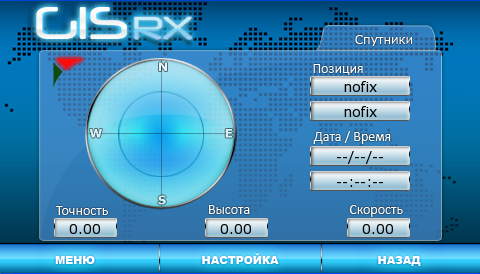 GISRX
Спутники
Позиция
nofix
nofix
Дата / Время
--/--/--
--:--:--
N
W E
S
Точность Высота Скорость
0.00 0.00 0.00
МЕНЮ НАСТРОЙКА НАЗАД